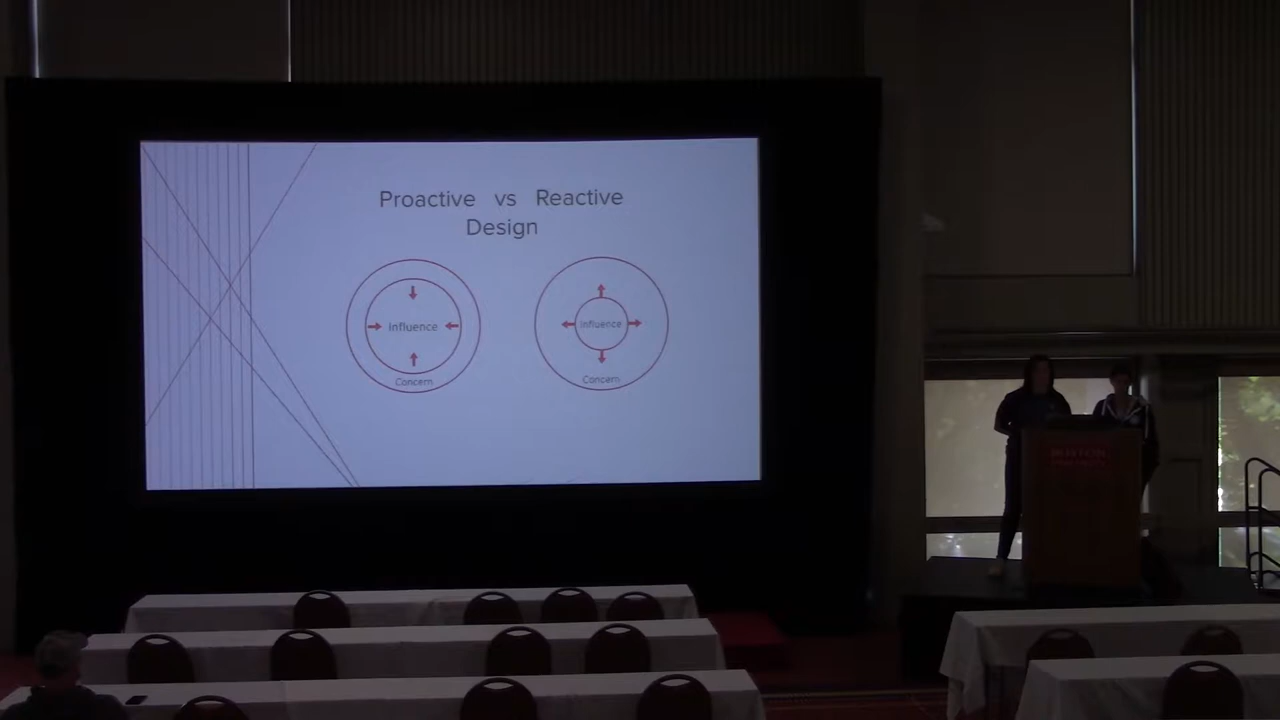 Proactive vs Reactive
Design
Influence
Concern
Influence
Concern